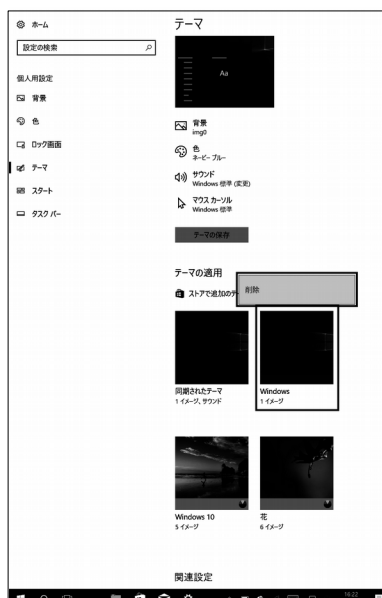 ホーム
設定の検索
個人用設定
背景
色
ロック画面
テーマ
スタート
タスク バー
テーマ
Aa
背景
img0
色
ネービー ブルー
サウンド
Windows 標準 (変更)
マウス カーソル
Windows 標準
テーマの保存
テーマの適用
ストアで追加のテ
削除
同期されたテーマ
1 イメージ、サウンド
Windows
1 イメージ
Windows 10
5 イメージ
花
6 イメージ
関連設定
18:22